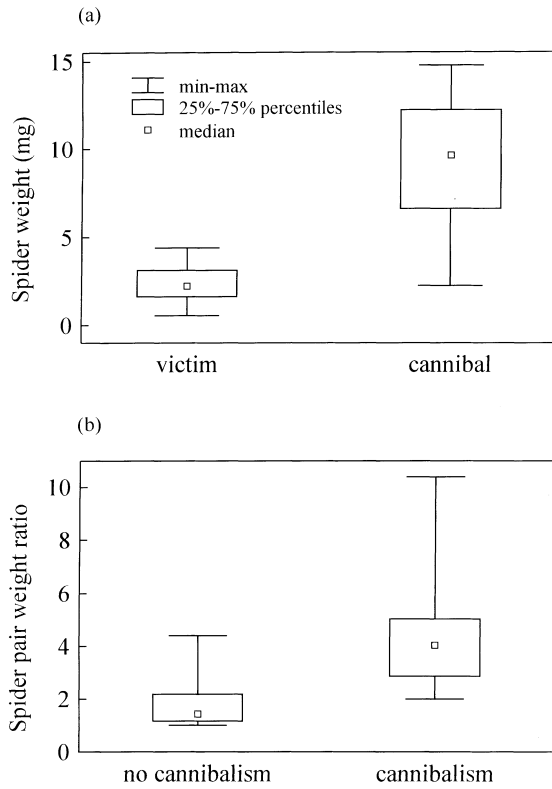 (a)
15
10
5
0
Spider weight (mg)
min-max
25%-75% percentiles
median
victim cannibal
(b)
10
8
6
4
2
0
Spider pair weight ratio
no cannibalism cannibalism